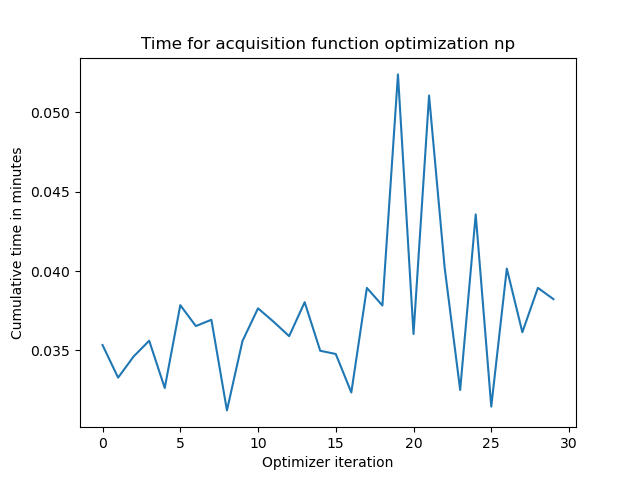 Time for acquisition function optimization np
Cumulative time in minutes
0.050
0.045
0.040
0.035
0 5 10 15 20 25 30
Optimizer iteration